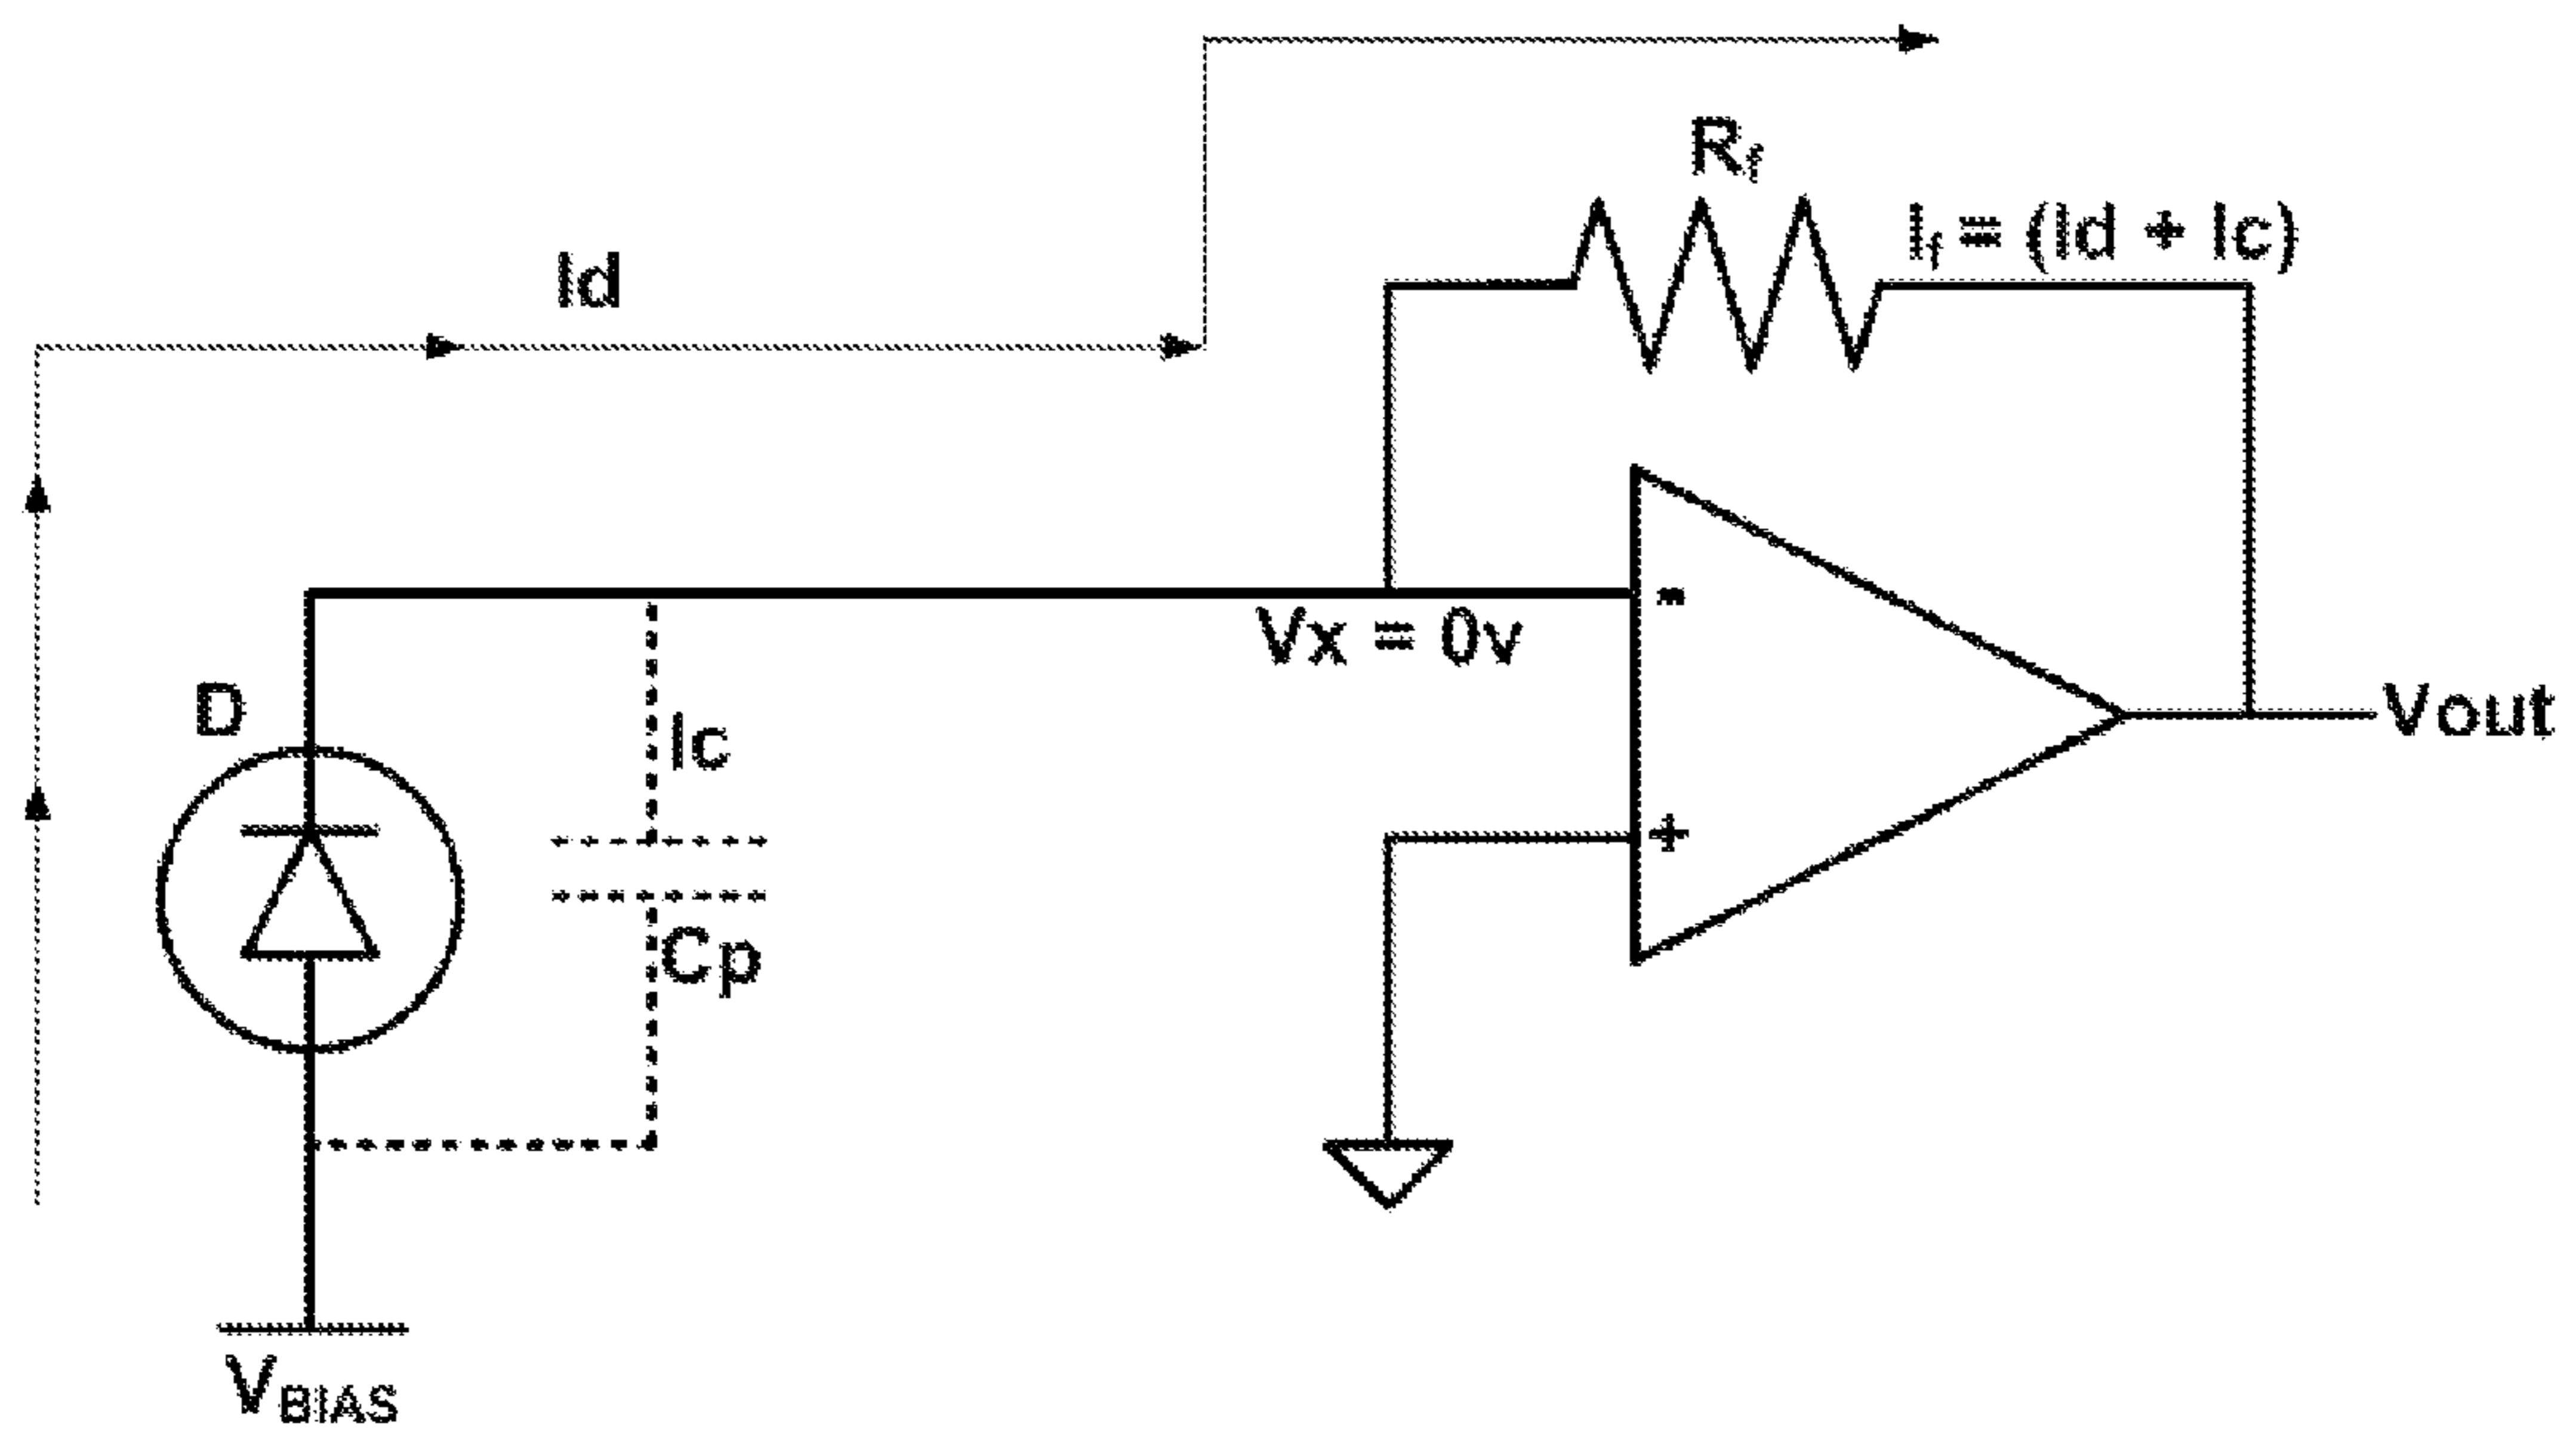 Rf
If = (Id + Ic)
Id
Vx = 0v
-
D
Ic
Vout
+
Cp
VBIAS